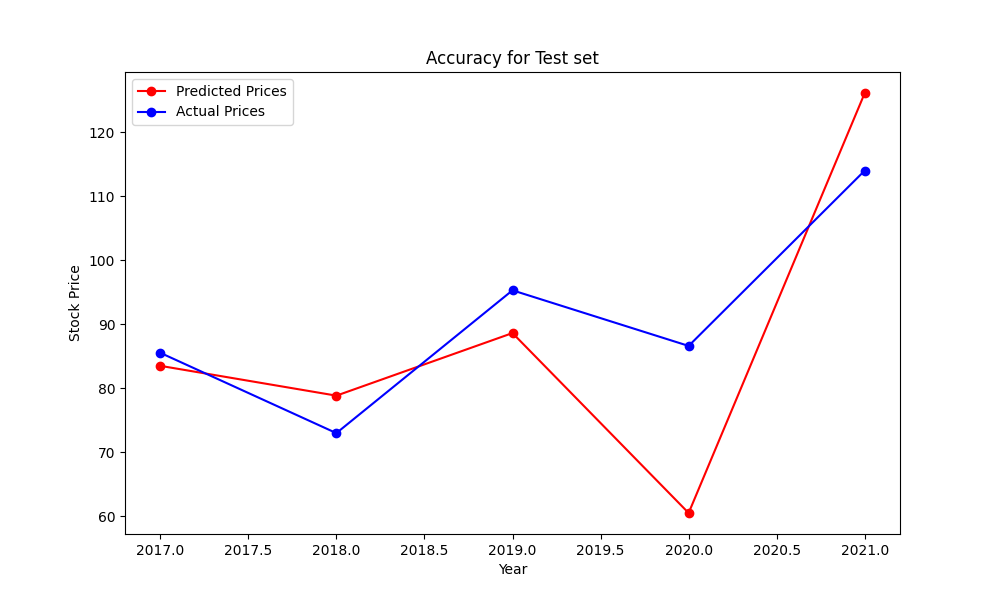 Accuracy for Test set
Predicted Prices
Actual Prices
120
110
100
90
80
70
60
Stock Price
2017.0 2017.5 2018.0 2018.5 2019.0 2019.5 2020.0 2020.5 2021.0
Year